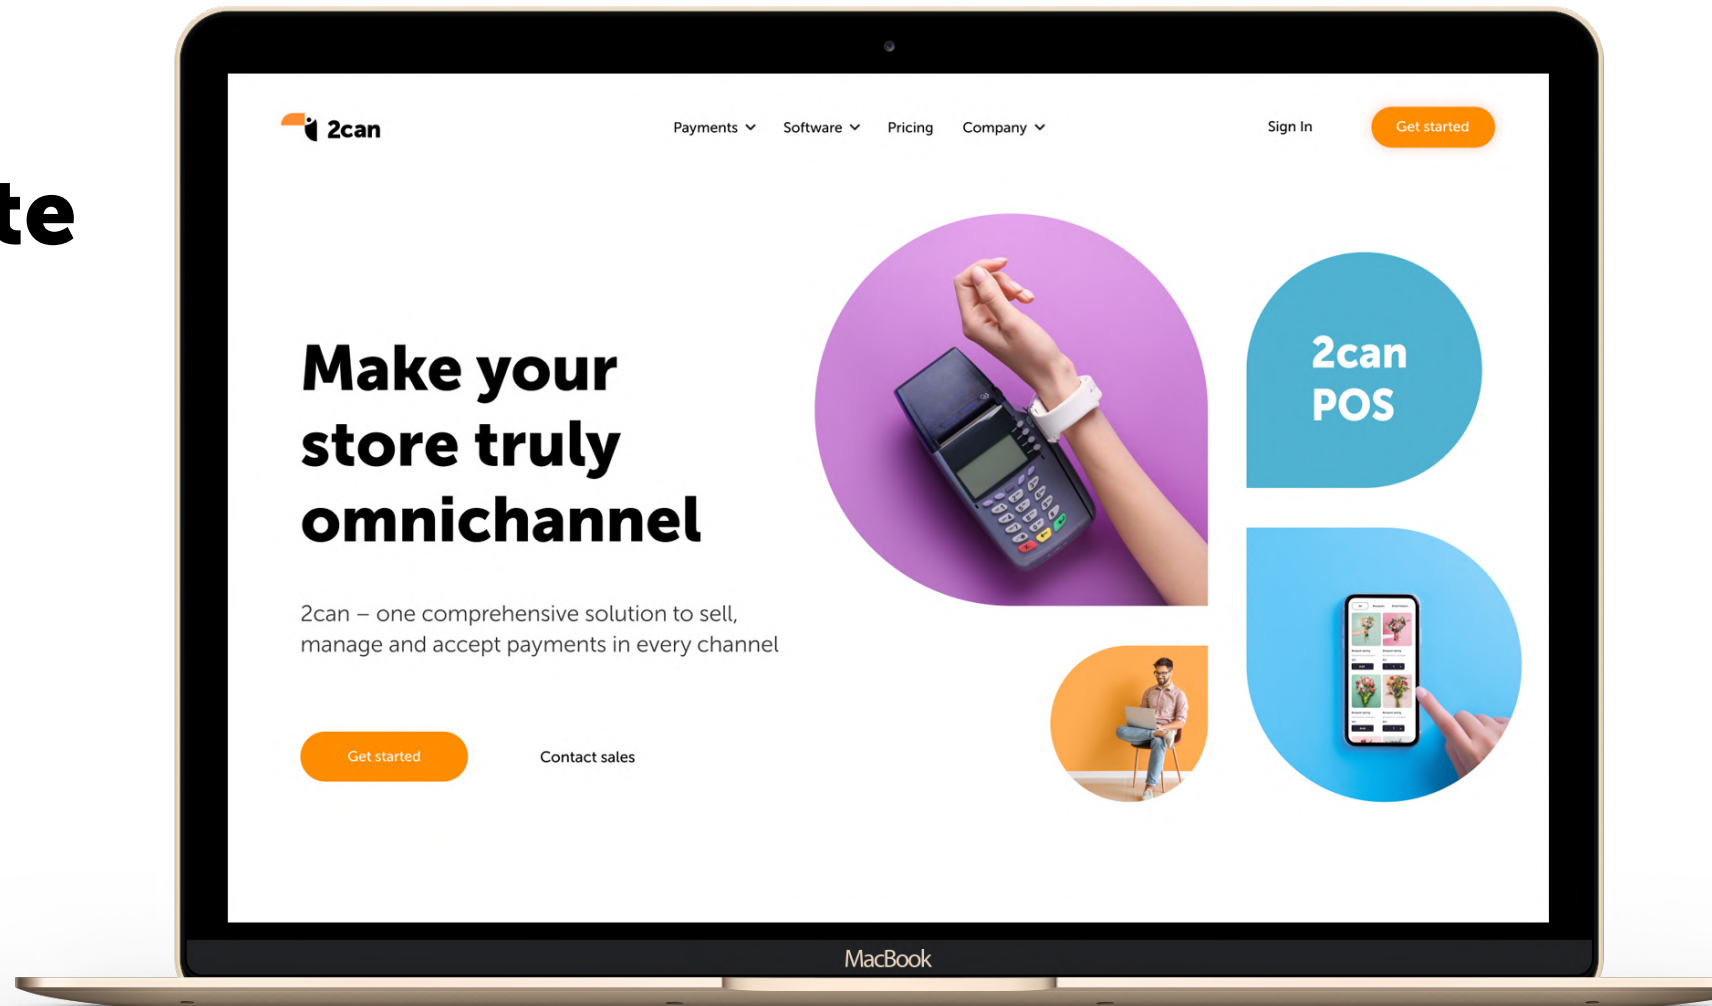 te
2can
Payments
Software
Pricing
Company
Sign In
Get started
Make your
store truly
omnichannel
2can – one comprehensive solution to sell,
manage and accept payments in every channel
Get started
Contact sales
2can
POS
MacBook